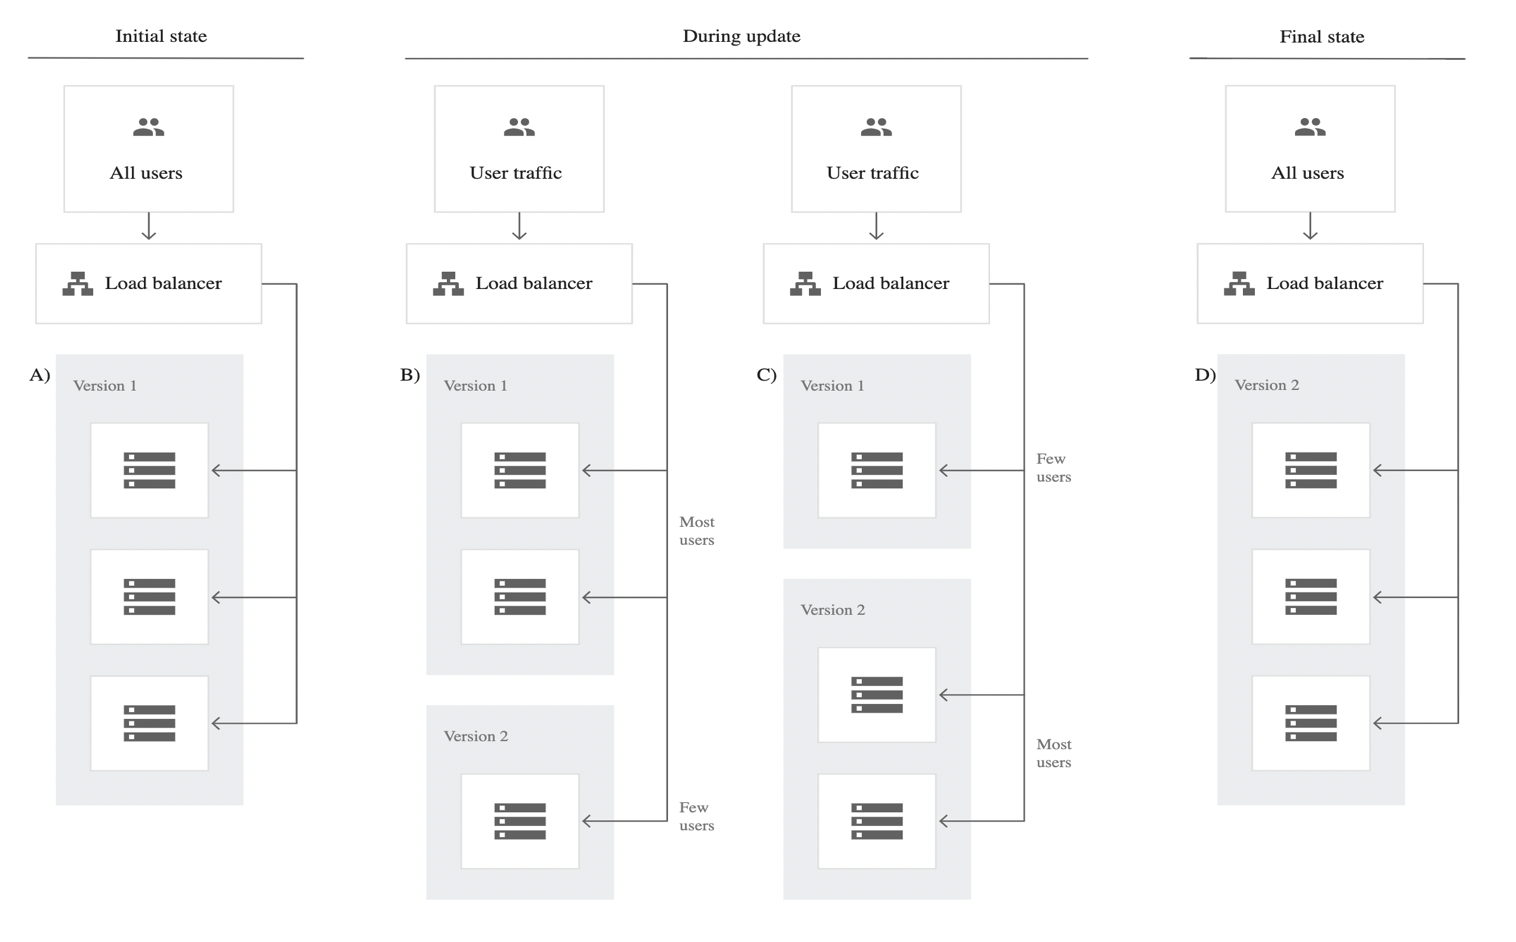 Initial state
During update
Final state
All users
User traffic
User traffic
All users
Load balancer
Load balancer
Load balancer
Load balancer
A)
Version 1
B)
Version 1
Most
users
Version 2
Few
users
C)
Version 1
Few
users
Version 2
Most
users
D)
Version 2